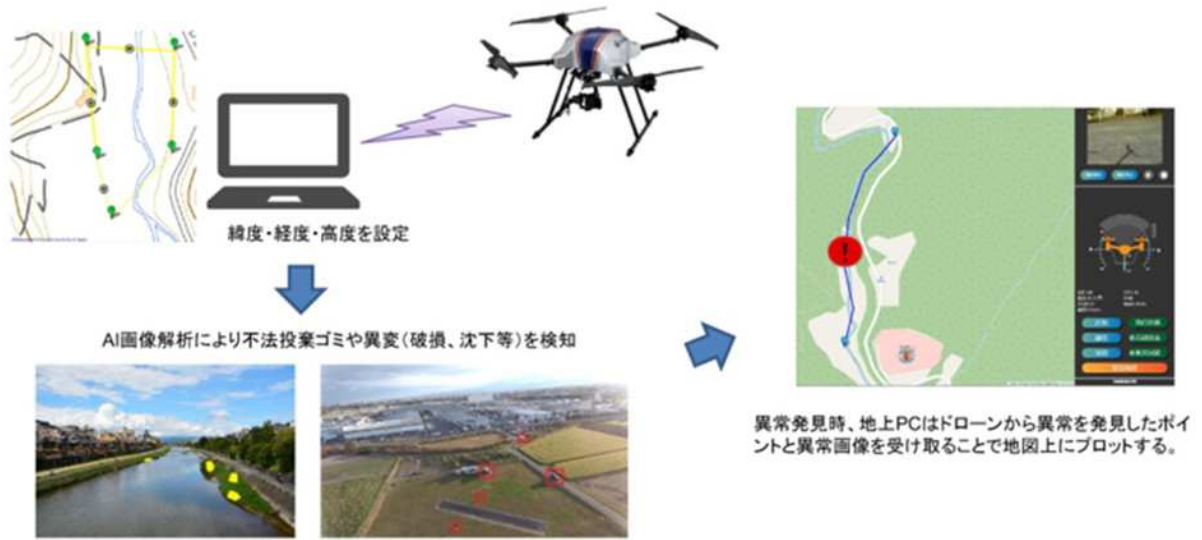 緯度・経度・高度を設定
AI画像解析により不法投棄ゴミや異変(破損、沈下等)を検知
異常発見時、地上PCはドローンから異常を発見したポイ
ントと異常画像を受け取ることで地図上にプロットする。